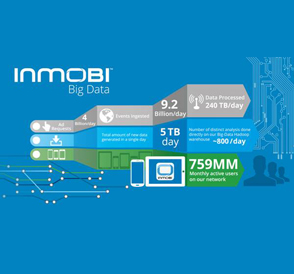 INMOBI
Big Data
Ad
Requests
4
Billion/day
Events Ingested
9.2
Billion/day
Data Processed
240 TB/day
Total amount of new data
generated in a single day
5 TB
day
Number of distinct analytics done
directly on our Big Data Hadoop
warehouse ~800/day
INMOBI
759MM
Monthly active users
on our network